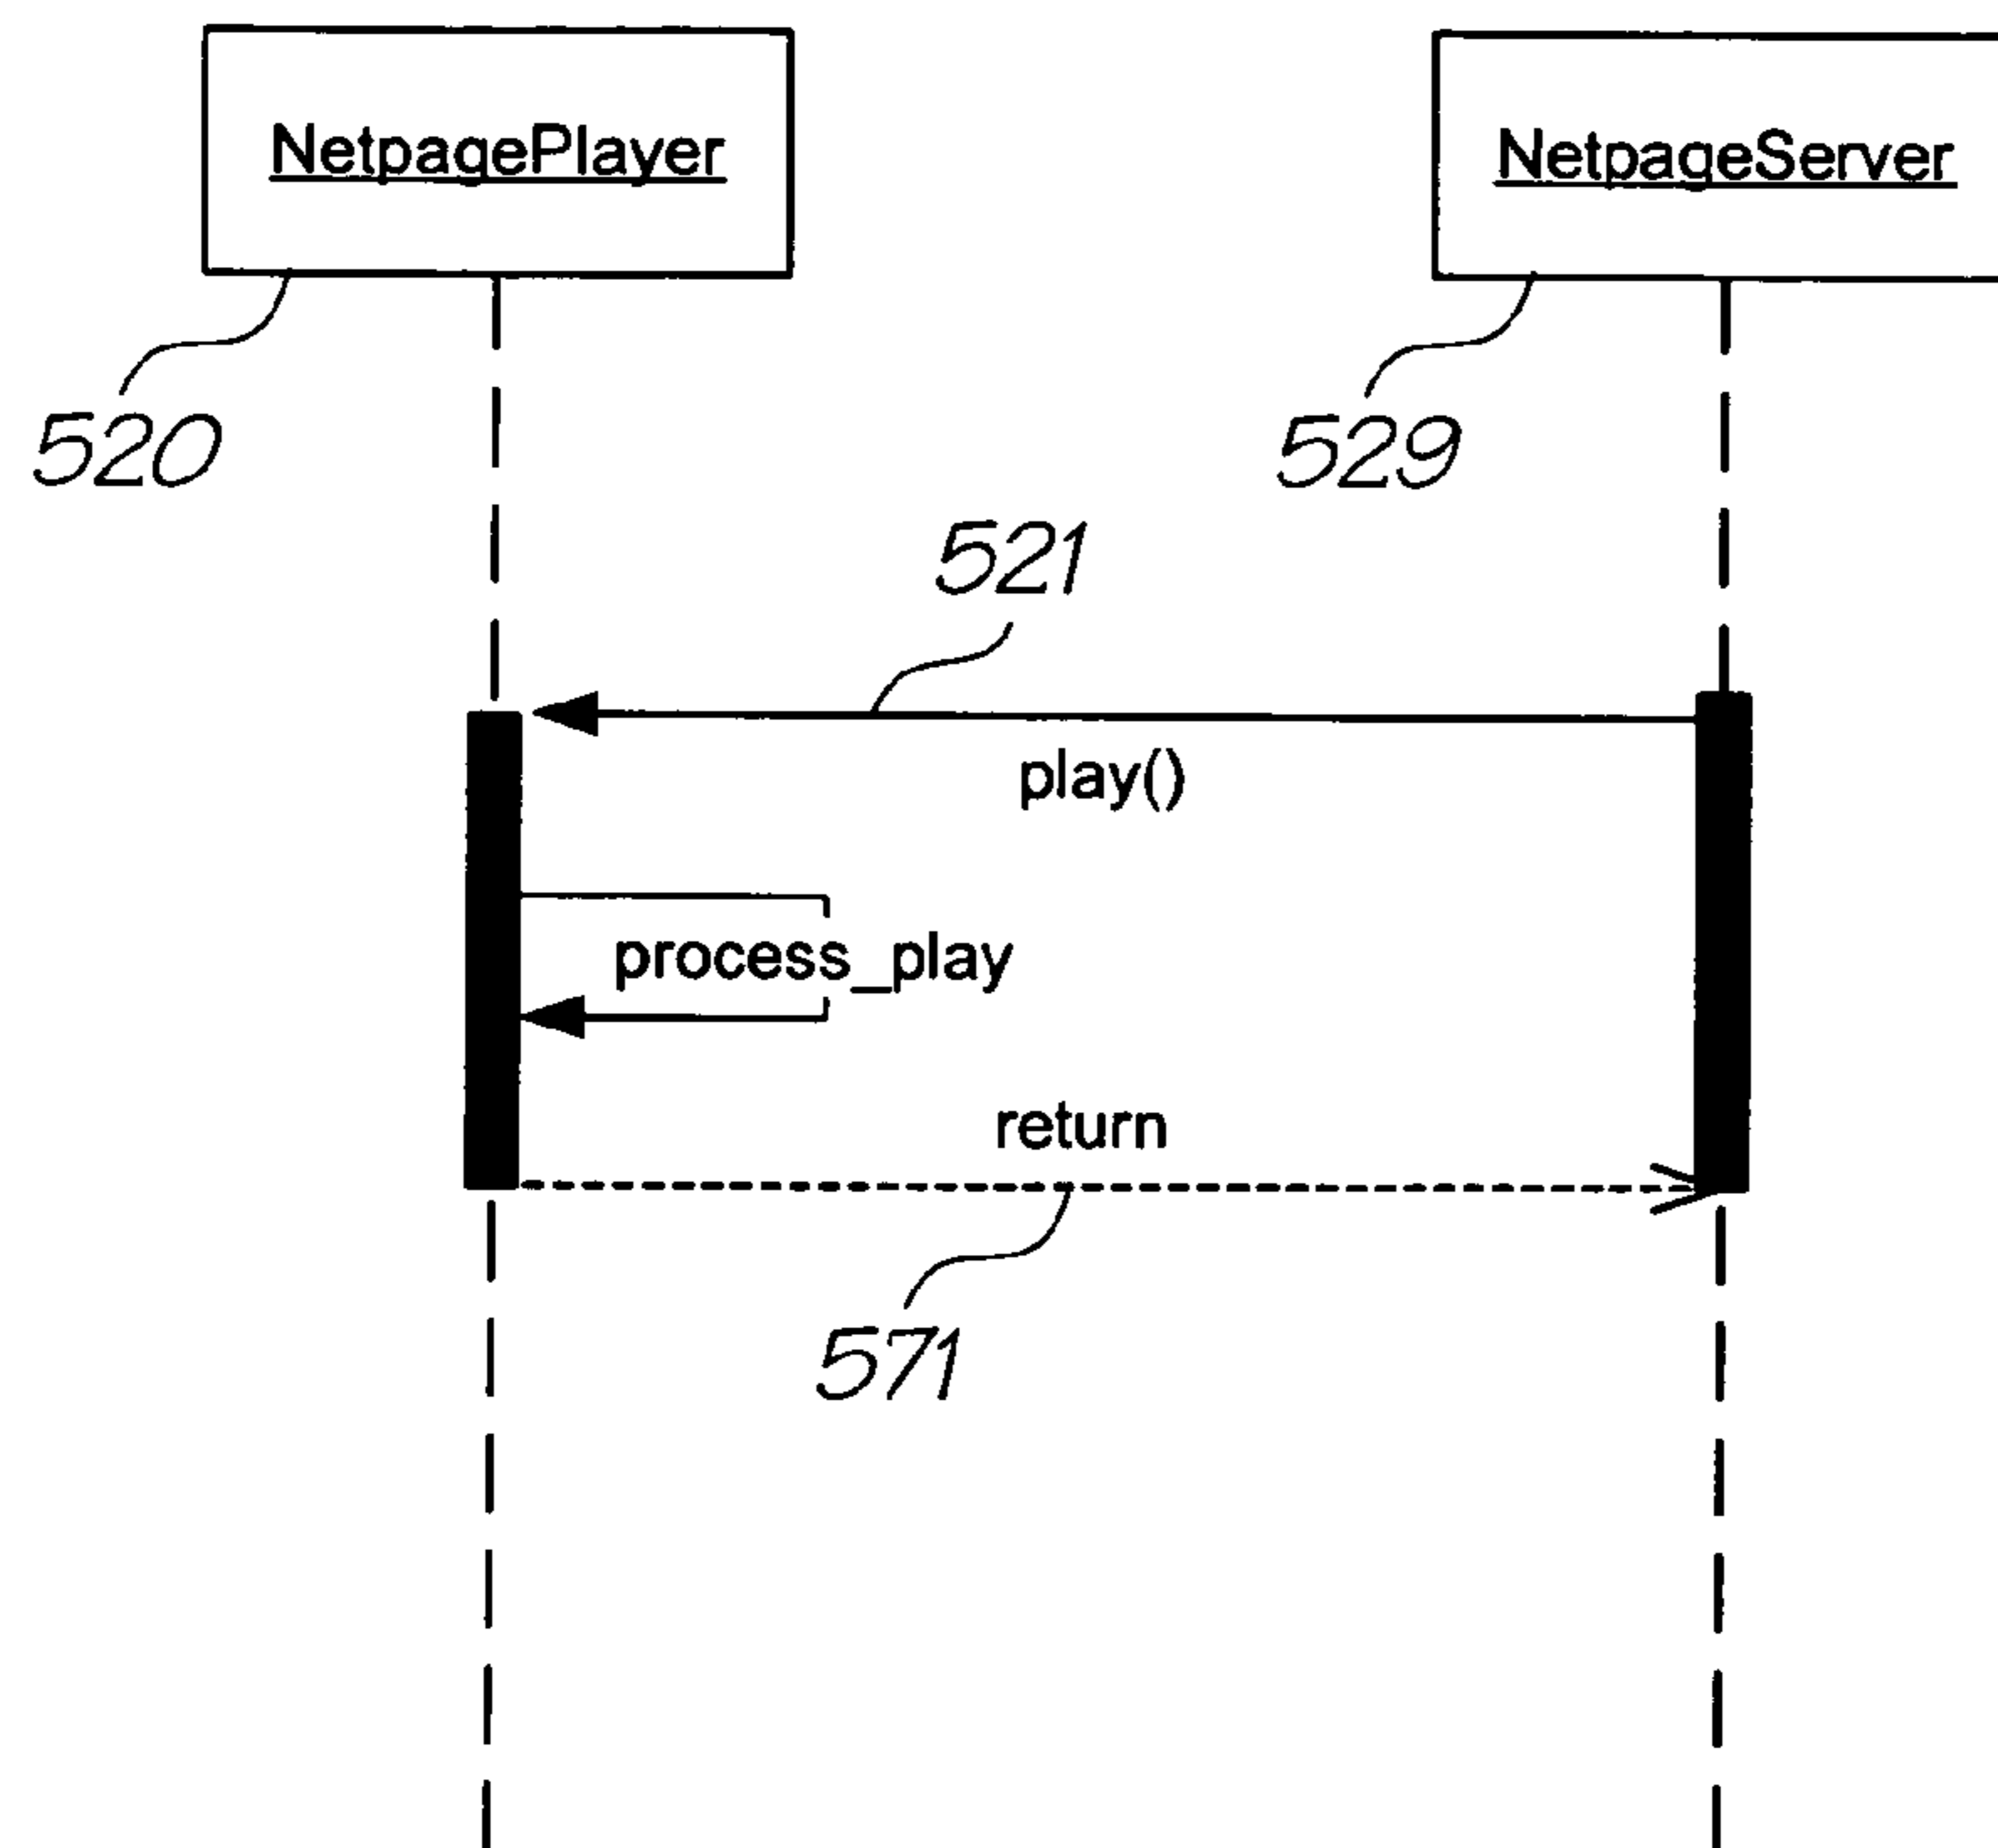 NetpagePlayer
NetpageServer
520
529
521
play()
process_play
return
571